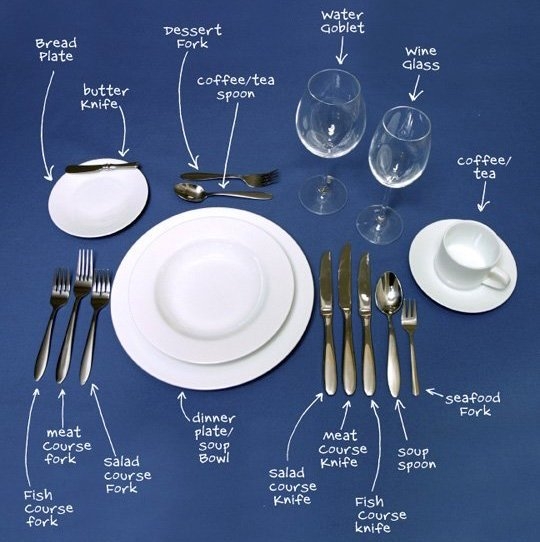 Water
Goblet
Dessert
Fork
Wine
Glass
Bread
Plate
butter
Knife
coffee/tea
spoon
coffee/
tea
seafood
Fork
dinner
plate/
soup
Bowl
meat
Course
fork
Salad
Course
Fork
Meat
Course
Knife
soup
spoon
Salad
Course
Knife
Fish
Course
fork
Fish
Course
knife